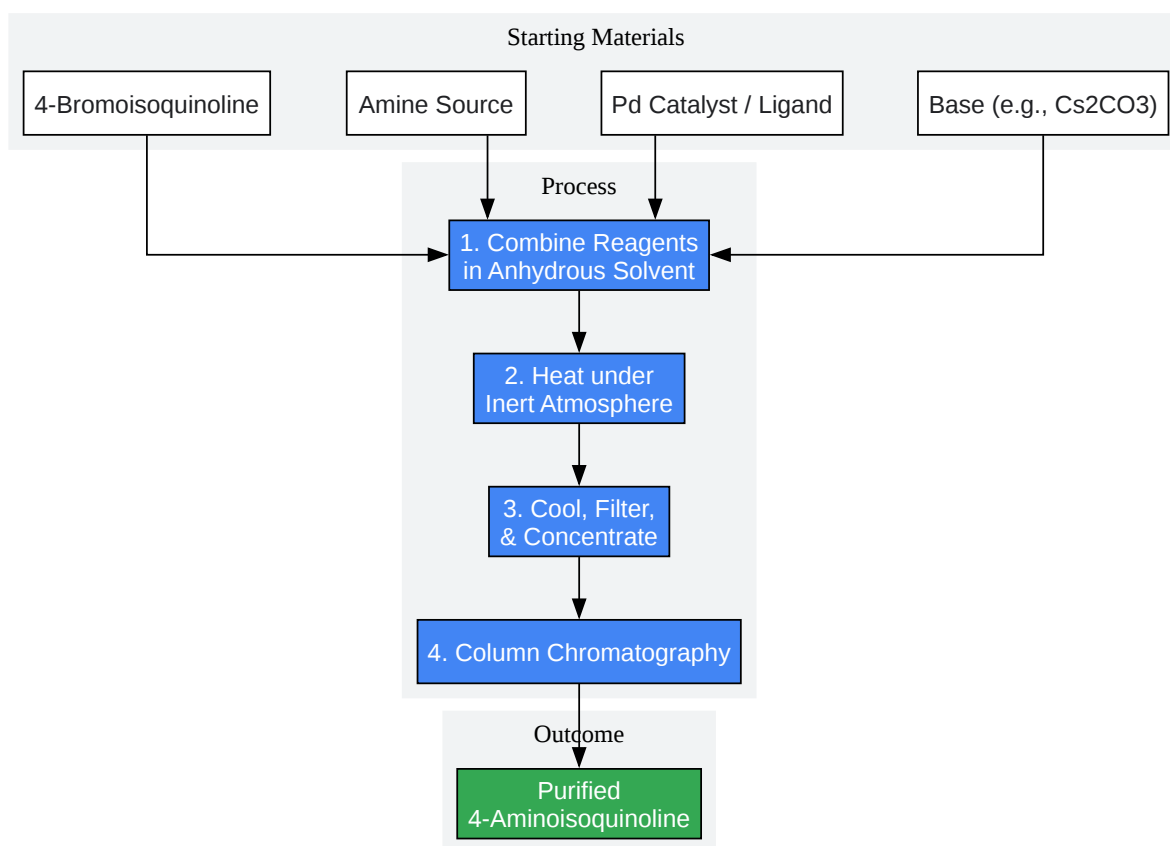 Starting Materials
4-Bromoisoquinoline
Amine Source
Pd Catalyst / Ligand
Base (e.g., Cs2CO3)
Process
1. Combine Reagents
in Anhydrous Solvent
2. Heat under
Inert Atmosphere
3. Cool, Filter,
& Concentrate
4. Column Chromatography
Outcome
Purified
4-Aminoisoquinoline